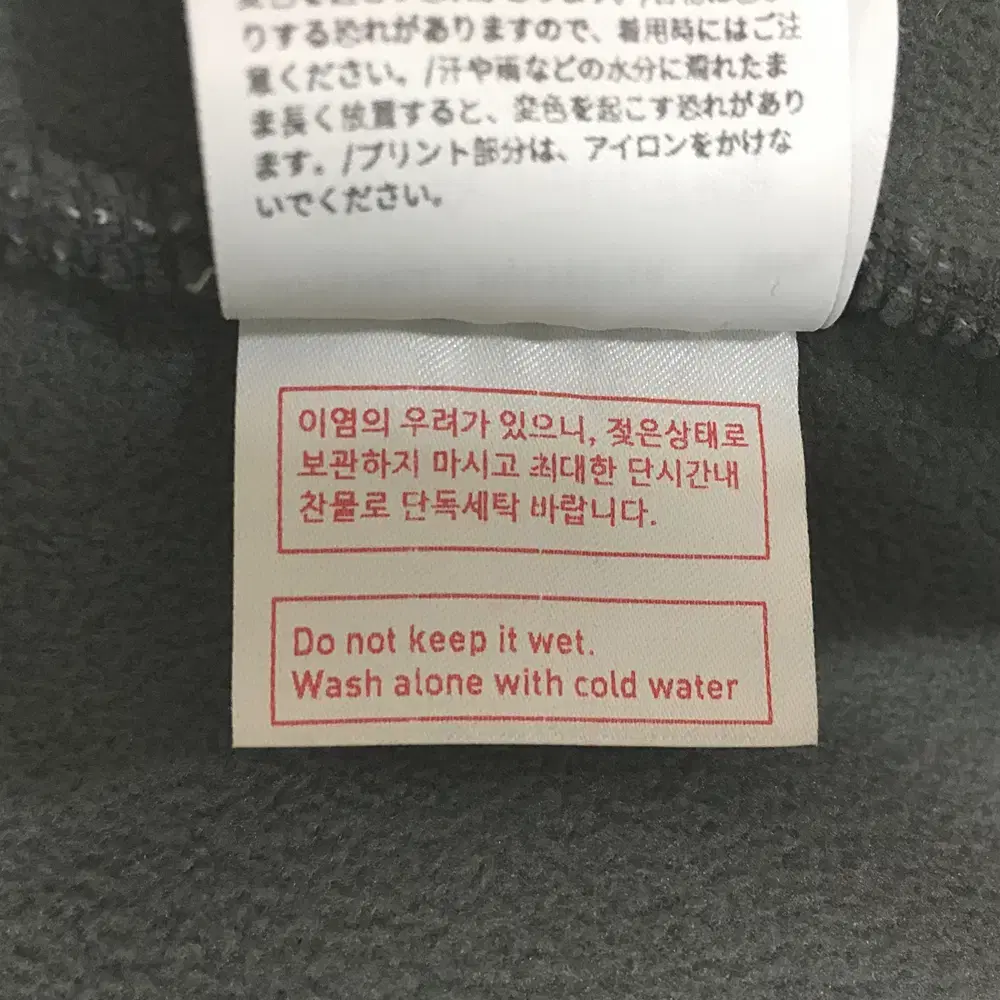 りする恐れがありますので、着用時にはご注
意ください。/汗や雨などの水分に濡れたま
ま長く放置すると、変色を起こす恐れがあり
ます。/プリント部分は、アイロンをかけな
いでください。
이염의 우려가 있으니, 젖은상태로
보관하지 마시고 최대한 단시간내
찬물로 단독세탁 바랍니다.
Do not keep it wet.
Wash alone with cold water